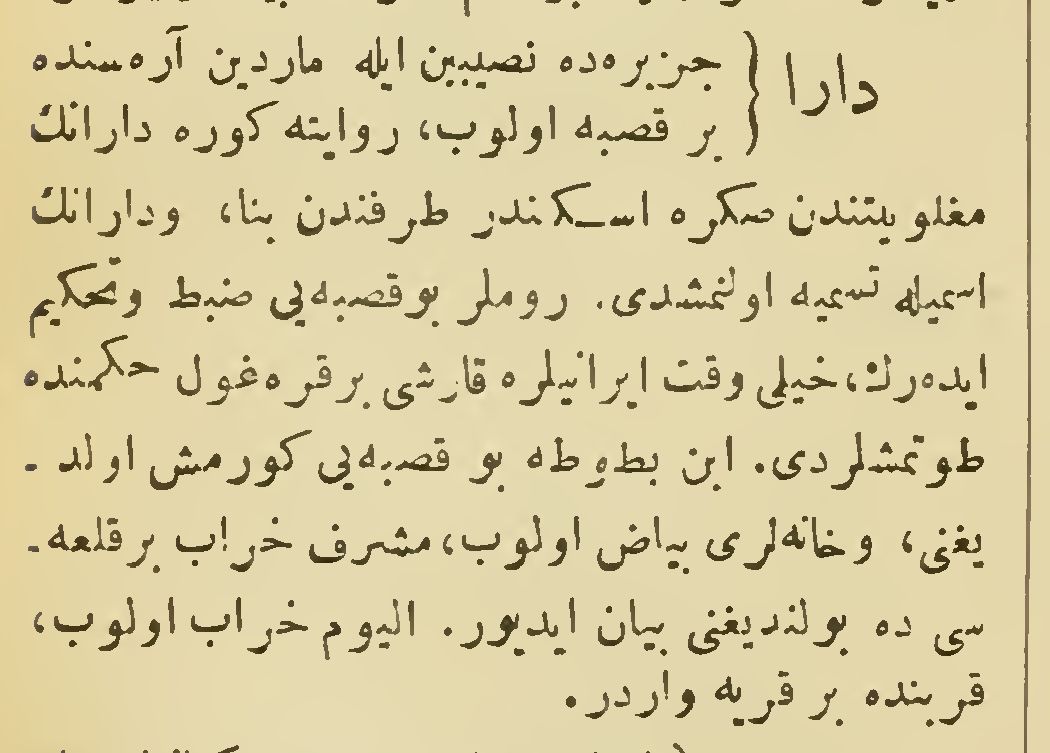 دارا } جزیره‌ده نصیبین ایله ماردین آره‌سنده
بر قصبه اولوب، روایته کوره دارانك
مغلوبیتندن صکره اسـکندر طرفندن بنا، ودارانك
اسمیله تسمیه اولنمشدی. روملر بوقصبه‌یی ضبط وتحکیم
ایده‌رك، خیلی وقت ایرانیلره قارشی برقره‌غول حکمنده
طوتمشلردی. ابن بطوطه بو قصبه‌یی کورمش اولد -
یغنی، وخانه‌لری بیاض اولوب، مشرف خراب برقلعه -
سی ده بولندیغنی بیان ایدیور. الیوم خراب اولوب،
قربنده بر قریه واردر.